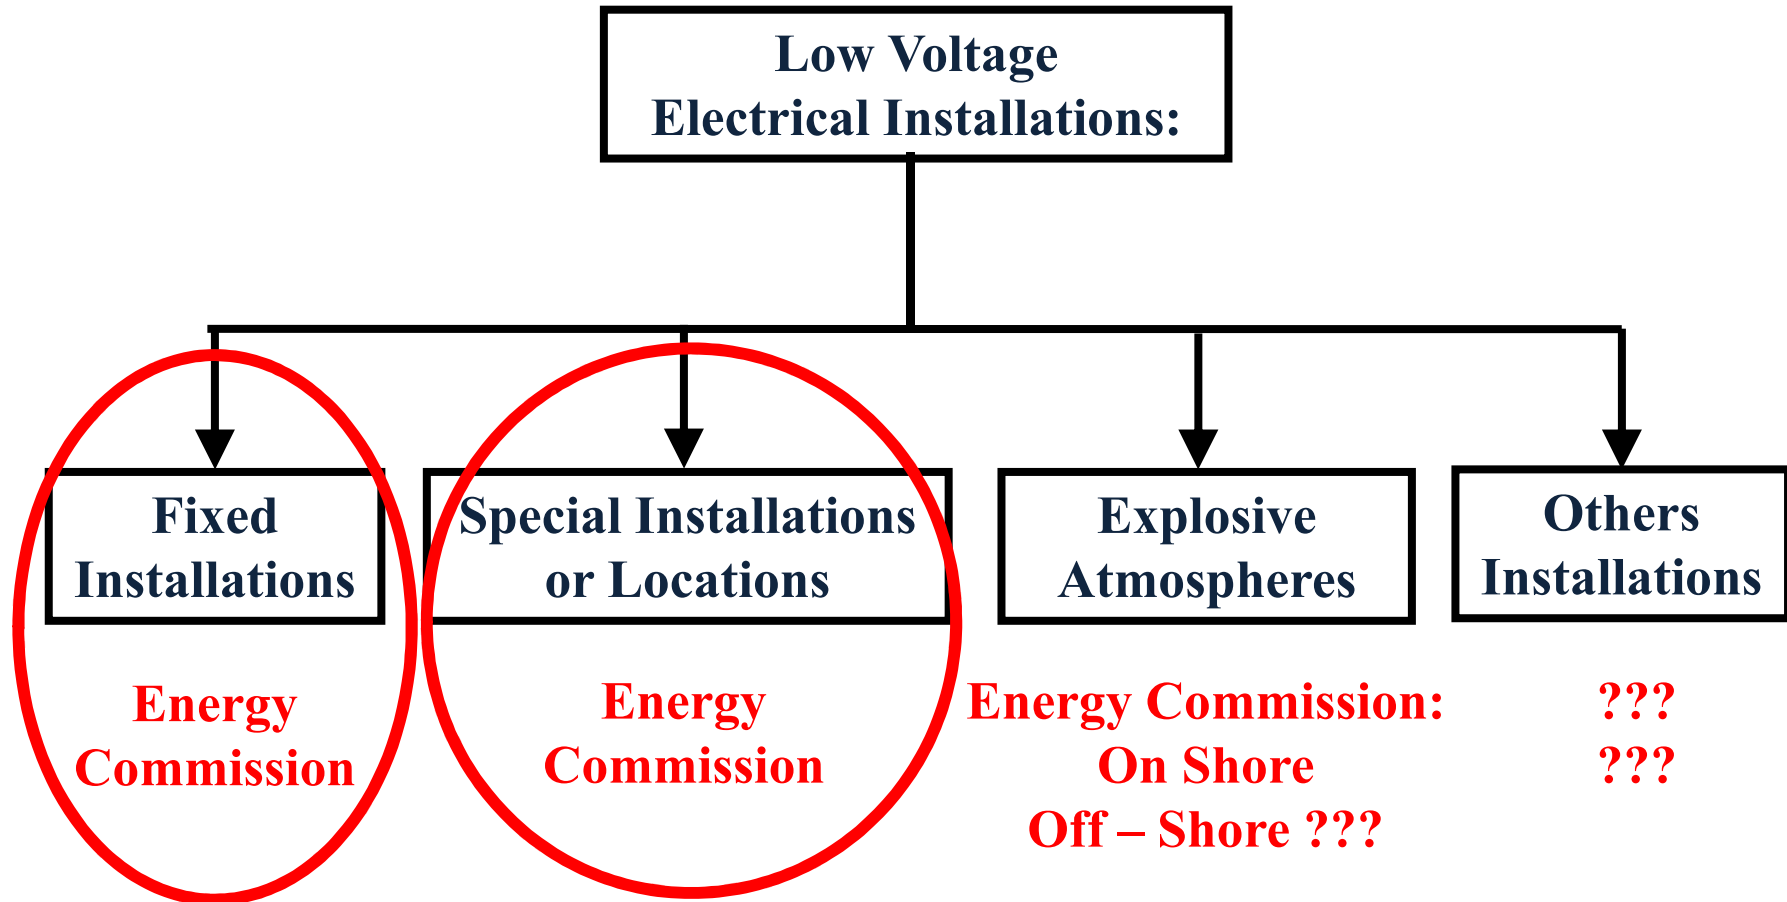 Low Voltage
Electrical Installations:
Fixed
Installations
Special Installations
or Locations
Explosive
Atmospheres
Others
Installations
Energy
Commission
Energy
Commission
Energy Commission:
On Shore
Off – Shore ???
???
???